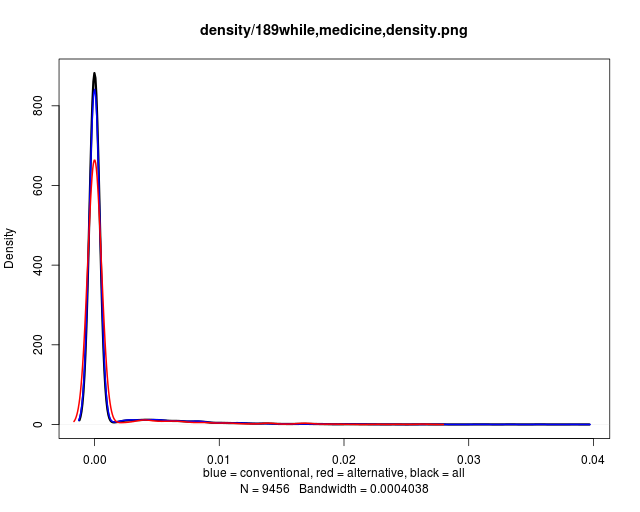 density/189while,medicine,density.png
Density
800
600
400
200
0
0.00 0.01 0.02 0.03 0.04
blue = conventional, red = alternative, black = all
N = 9456 Bandwidth = 0.0004038